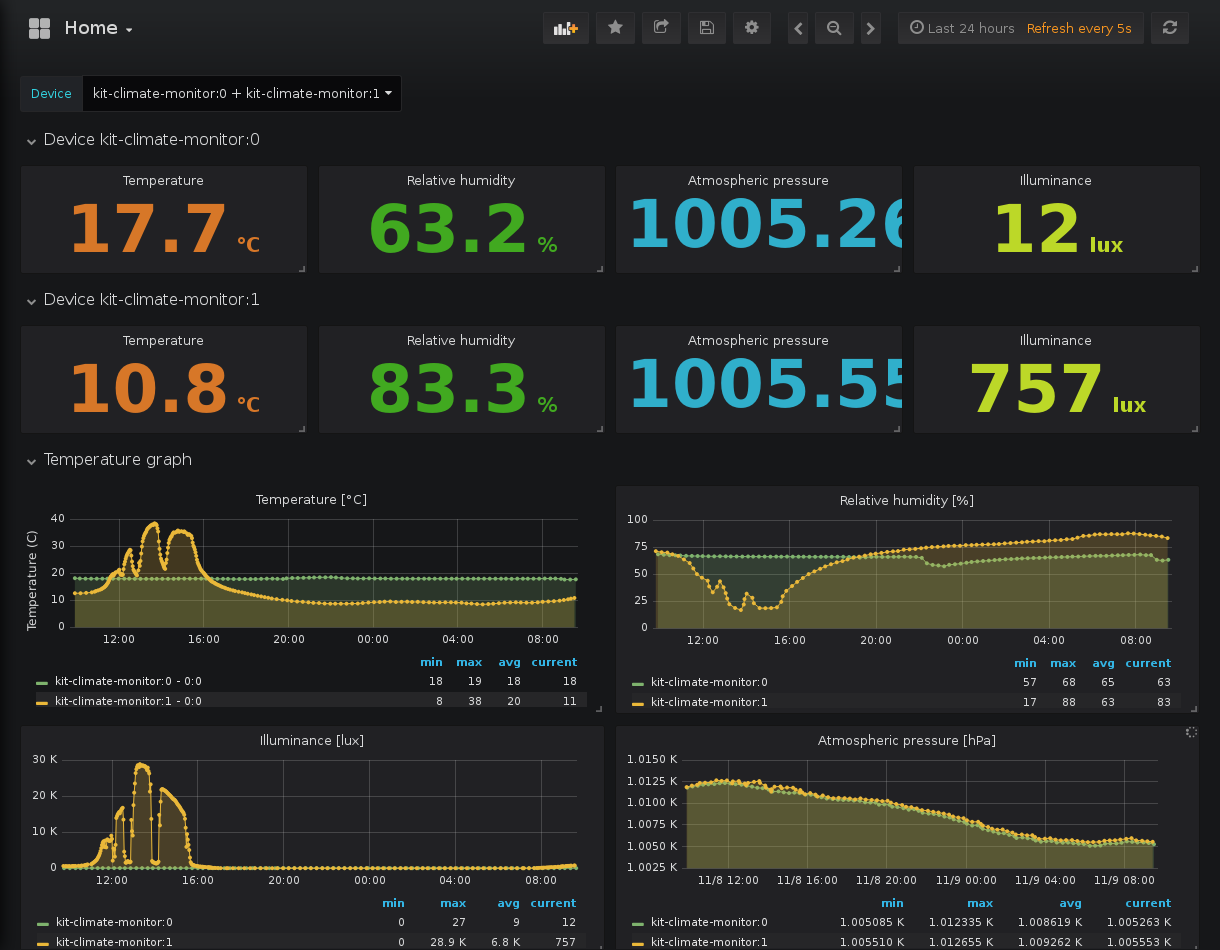 Home
Last 24 hours Refresh every 5s
Device kit-climate-monitor:0 + kit-climate-monitor:1
Device kit-climate-monitor:0
Temperature Relative humidity Atmospheric pressure Illuminance
17.7 °C 63.2 % 1005.26 12 lux
Device kit-climate-monitor:1
Temperature Relative humidity Atmospheric pressure Illuminance
10.8 °C 83.3 % 1005.55 757 lux
Temperature graph
Temperature [°C]
Temperature (C)
40
30
20
10
0
12:00 16:00 20:00 00:00 04:00 08:00
min max avg current
kit-climate-monitor:0 - 0:0 18 19 18 18
kit-climate-monitor:1 - 0:0 8 38 20 11
Relative humidity [%]
100
75
50
25
0
12:00 16:00 20:00 00:00 04:00 08:00
min max avg current
kit-climate-monitor:0 57 68 65 63
kit-climate-monitor:1 17 88 63 83
Illuminance [lux]
30 K
20 K
10 K
0
12:00 16:00 20:00 00:00 04:00 08:00
min max avg current
kit-climate-monitor:0 0 27 9 12
kit-climate-monitor:1 0 28.9 K 6.8 K 757
Atmospheric pressure [hPa]
1.0150 K
1.0125 K
1.0100 K
1.0075 K
1.0050 K
1.0025 K
11/8 12:00 11/8 16:00 11/8 20:00 11/9 00:00 11/9 04:00 11/9 08:00
min max avg current
kit-climate-monitor:0 1.005085 K 1.012335 K 1.008619 K 1.005263 K
kit-climate-monitor:1 1.005510 K 1.012655 K 1.009262 K 1.005553 K